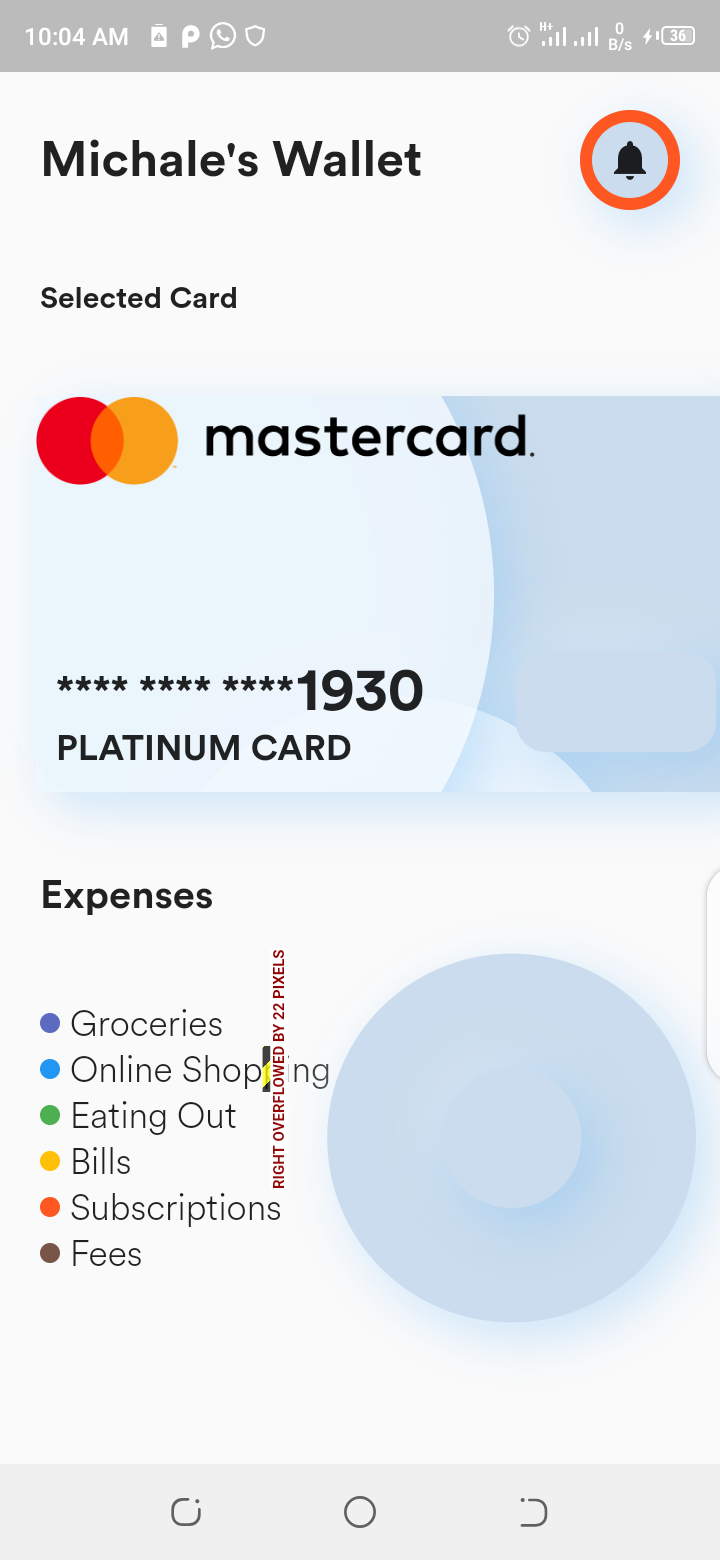 10:04 AM H+ 0 B/s 36
Michale's Wallet
Selected Card
mastercard.
**** **** ****1930
PLATINUM CARD
Expenses
Groceries
Online Shopping
RIGHT OVERFLOWED BY 22 PIXELS
Eating Out
Bills
Subscriptions
Fees